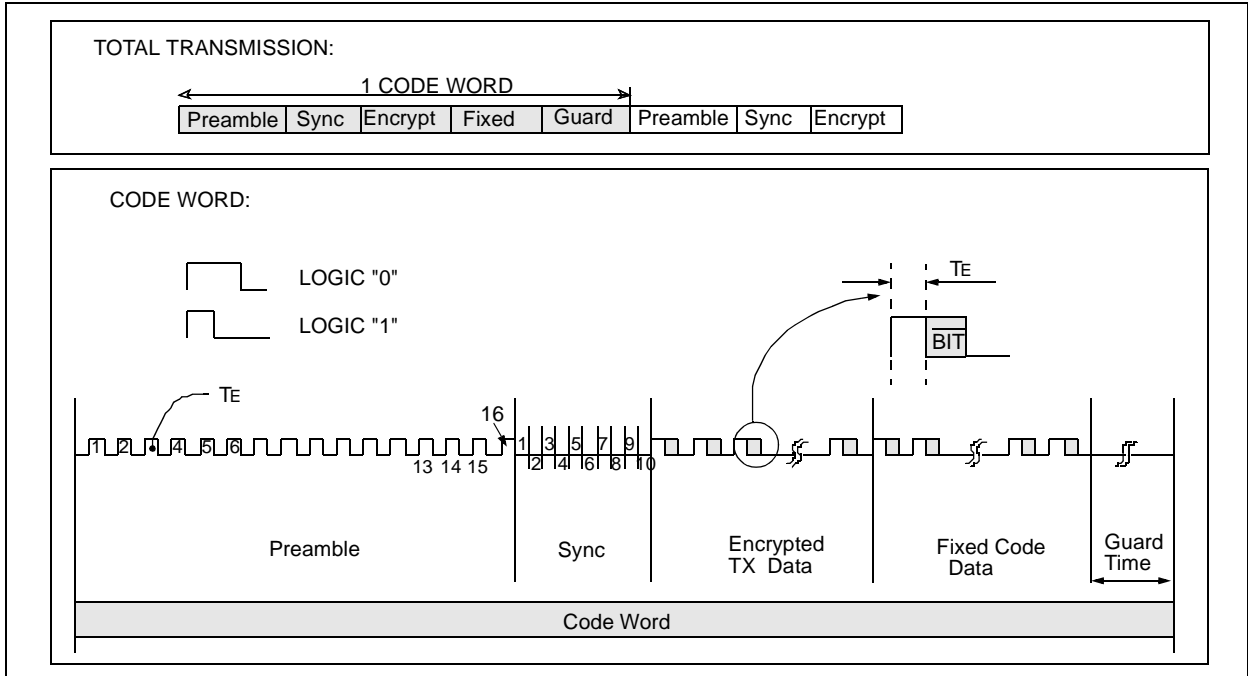 TOTAL TRANSMISSION:
1 CODE WORD
Preamble Sync Encrypt Fixed Guard Preamble Sync Encrypt
CODE WORD:
LOGIC "0"
LOGIC "1"
TE
BIT
TE
16
1 2 4 5 6 13 14 15
1 3 5 7 9
2 4 6 8 10
Preamble
Sync
Encrypted
TX Data
Fixed Code
Data
Guard
Time
Code Word